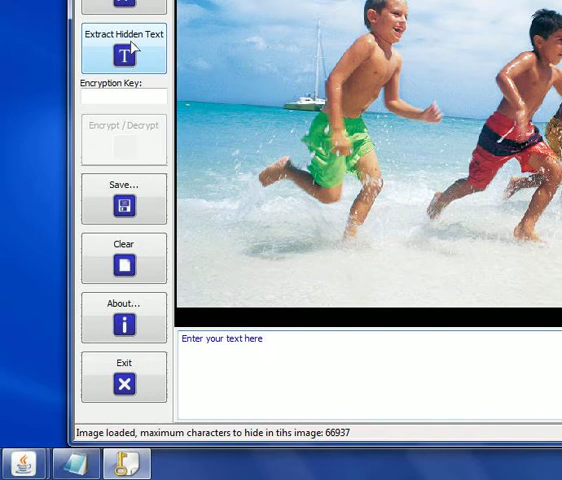 Extract Hidden Text
T
Encryption Key:
Encrypt / Decrypt
Save...
Clear
About...
i
Exit
Enter your text here
Image loaded, maximum characters to hide in tihs image: 66937